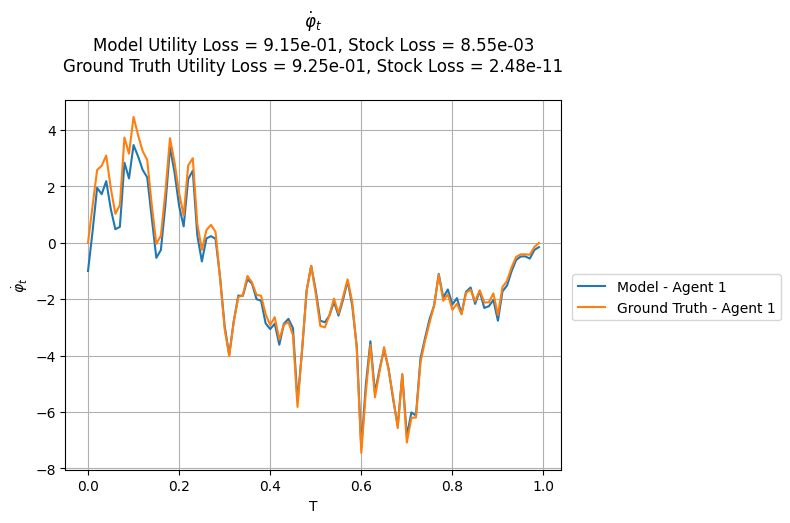 φ̇ₜ
Model Utility Loss = 9.15e-01, Stock Loss = 8.55e-03
Ground Truth Utility Loss = 9.25e-01, Stock Loss = 2.48e-11
4
2
0
−2
−4
−6
−8
φ̇ₜ
0.0 0.2 0.4 0.6 0.8 1.0
T
Model - Agent 1
Ground Truth - Agent 1